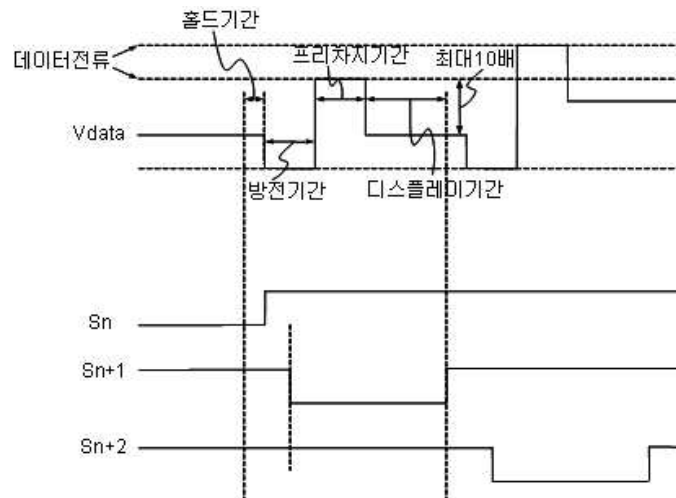 홀드기간
데이터전류
프리차지기간
최대10배
Vdata
방전기간
디스플레이기간
Sn
Sn+1
Sn+2